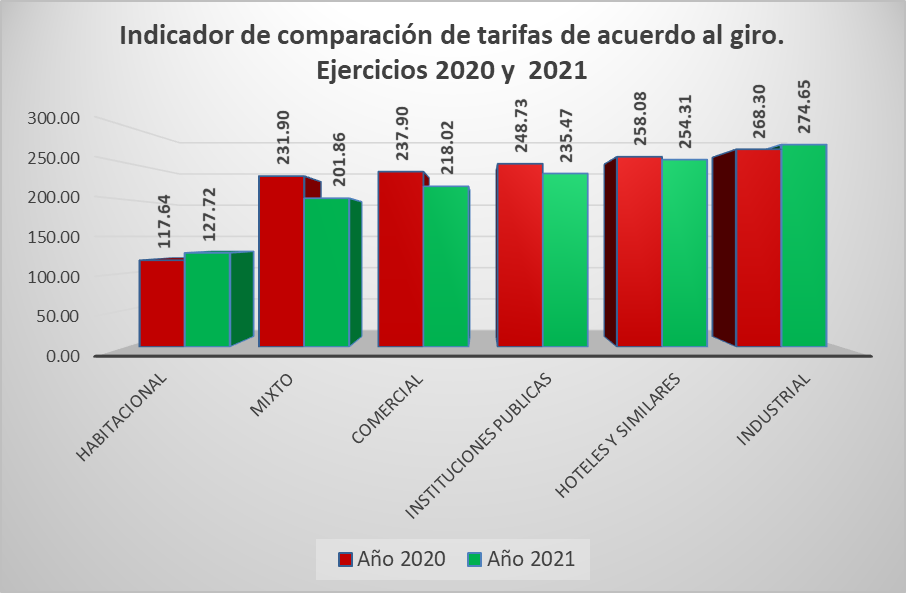 Indicador de comparación de tarifas de acuerdo al giro.
Ejercicios 2020 y 2021
300.00
250.00
200.00
150.00
100.00
50.00
0.00
117.64
127.72
231.90
201.86
237.90
218.02
248.73
235.47
258.08
254.31
268.30
274.65
HABITACIONAL
MIXTO
COMERCIAL
INSTITUCIONES PUBLICAS
HOTELES Y SIMILARES
INDUSTRIAL
Año 2020
Año 2021